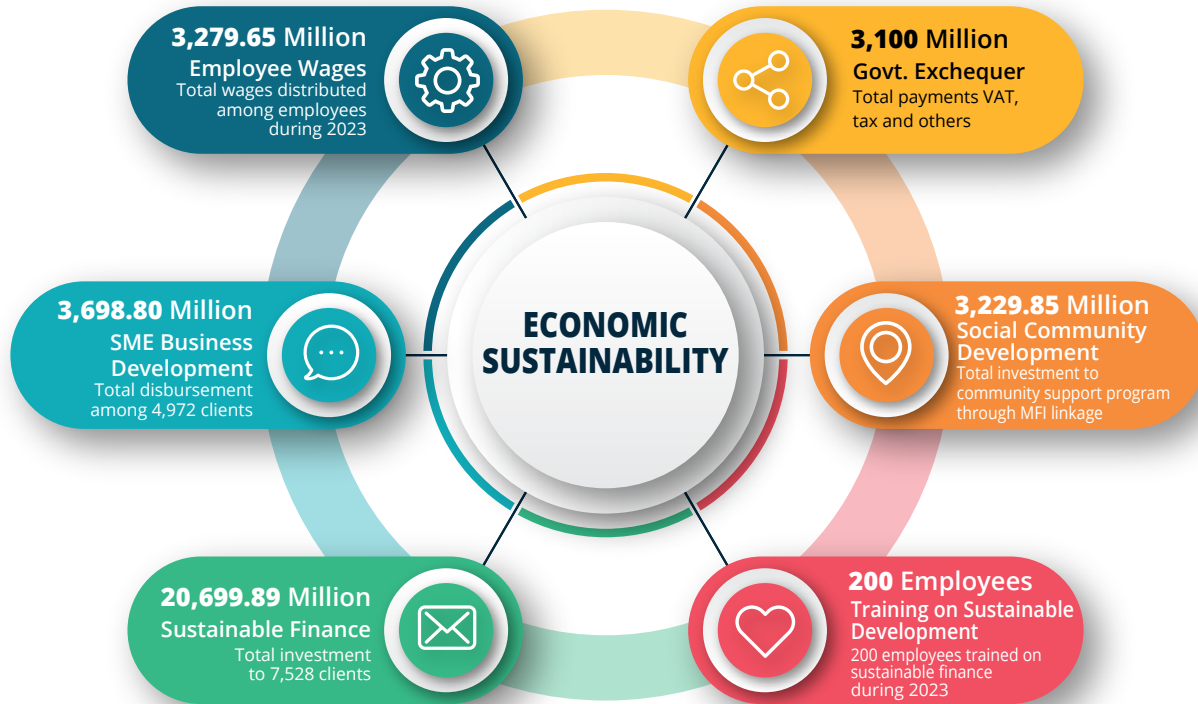 3,279.65 Million
Employee Wages
Total wages distributed
among employees
during 2023
3,100 Million
Govt. Exchequer
Total payments VAT,
tax and others
3,698.80 Million
SME Business
Development
Total disbursement
among 4,972 clients
ECONOMIC
SUSTAINABILITY
3,229.85 Million
Social Community
Development
Total investment to
community support program
through MFI linkage
20,699.89 Million
Sustainable Finance
Total investment
to 7,528 clients
200 Employees
Training on Sustainable
Development
200 employees trained on
sustainable finance
during 2023